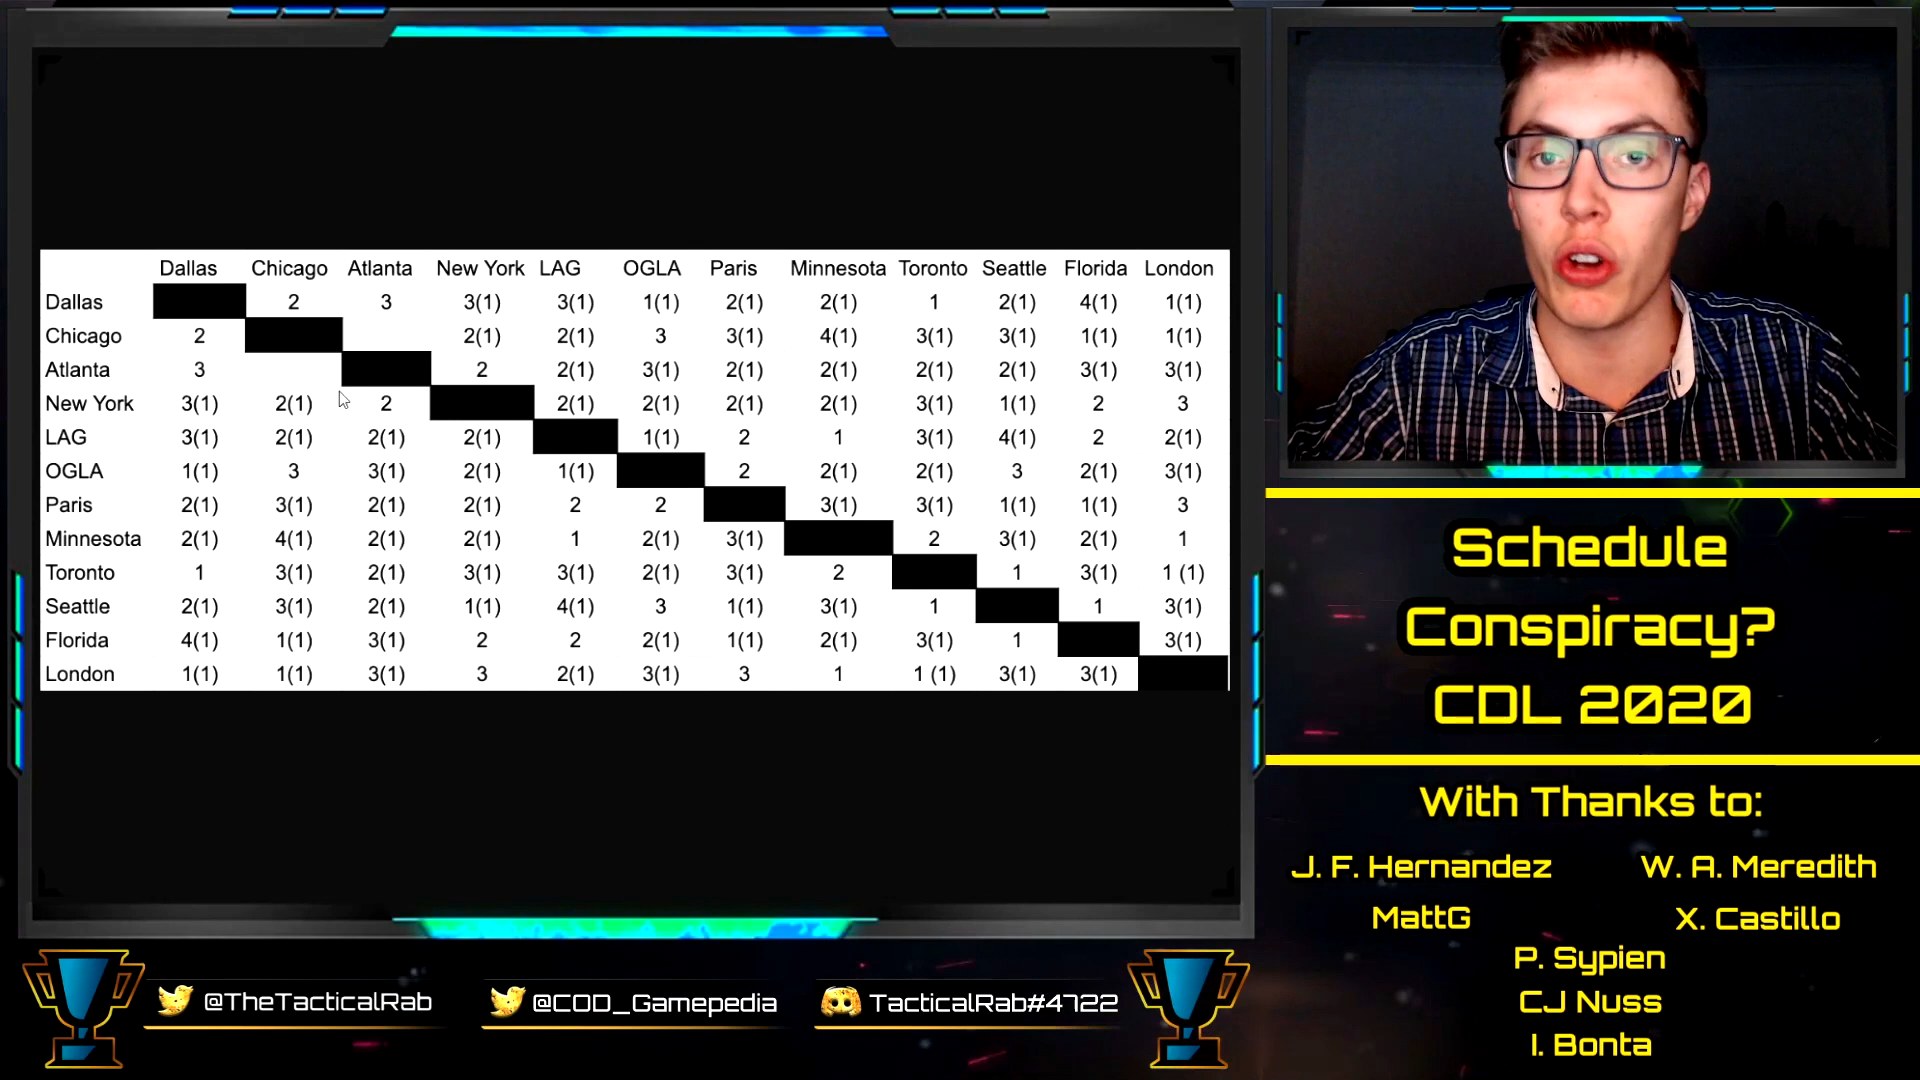 Dallas Chicago Atlanta New York LAG OGLA Paris Minnesota Toronto Seattle Florida London
Dallas 2 3 3(1) 3(1) 1(1) 2(1) 2(1) 1 2(1) 4(1) 1(1)
Chicago 2 2(1) 2(1) 3 3(1) 4(1) 3(1) 3(1) 1(1) 1(1)
Atlanta 3 2 2(1) 3(1) 2(1) 2(1) 2(1) 2(1) 3(1) 3(1)
New York 3(1) 2(1) 2 2(1) 2(1) 2(1) 2(1) 3(1) 1(1) 2 3
LAG 3(1) 2(1) 2(1) 2(1) 1(1) 2 1 3(1) 4(1) 2 2(1)
OGLA 1(1) 3 3(1) 2(1) 1(1) 2 2(1) 2(1) 3 2(1) 3(1)
Paris 2(1) 3(1) 2(1) 2(1) 2 2 3(1) 3(1) 1(1) 1(1) 3
Minnesota 2(1) 4(1) 2(1) 2(1) 1 2(1) 3(1) 2 3(1) 2(1) 1
Toronto 1 3(1) 2(1) 3(1) 3(1) 2(1) 3(1) 2 1 3(1) 1 (1)
Seattle 2(1) 3(1) 2(1) 1(1) 4(1) 3 1(1) 3(1) 1 1 3(1)
Florida 4(1) 1(1) 3(1) 2 2 2(1) 1(1) 2(1) 3(1) 1 3(1)
London 1(1) 1(1) 3(1) 3 2(1) 3(1) 3 1 1 (1) 3(1) 3(1)
Schedule
Conspiracy?
CDL 2020
With Thanks to:
J. F. Hernandez W. A. Meredith
MattG X. Castillo
P. Sypien
CJ Nuss
I. Bonta
@TheTacticalRab @COD_Gamepedia TacticalRab#4722